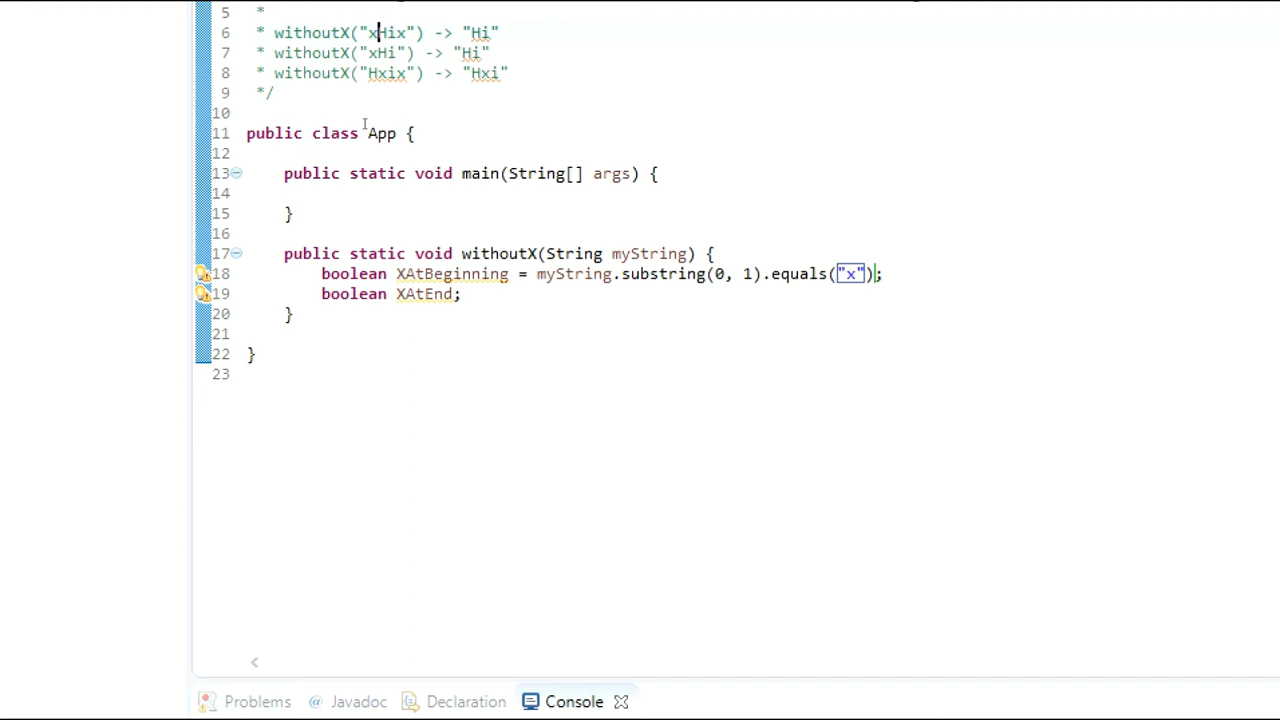 5 *
6 * withoutX("xHix") -> "Hi"
7 * withoutX("xHi") -> "Hi"
8 * withoutX("Hxix") -> "Hxi"
9 */
10
11 public class App {
12
13 public static void main(String[] args) {
14
15 }
16
17 public static void withoutX(String myString) {
18 boolean XAtBeginning = myString.substring(0, 1).equals("x");
19 boolean XAtEnd;
20 }
21
22 }
23
Problems @ Javadoc Declaration Console